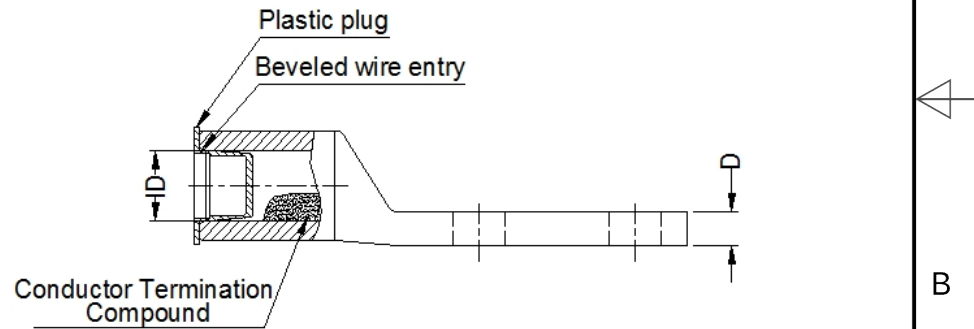 Plastic plug
Beveled wire entry
ID
D
Conductor Termination
Compound
B